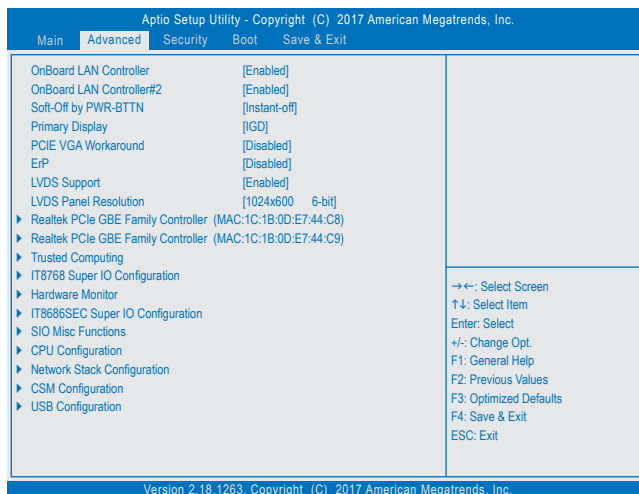 Aptio Setup Utility - Copyright (C) 2017 American Megatrends, Inc.
Main Advanced Security Boot Save & Exit
OnBoard LAN Controller [Enabled]
OnBoard LAN Controller#2 [Enabled]
Soft-Off by PWR-BTTN [Instant-off]
Primary Display [IGD]
PCIE VGA Workaround [Disabled]
ErP [Disabled]
LVDS Support [Enabled]
LVDS Panel Resolution [1024x600 6-bit]
Realtek PCIe GBE Family Controller (MAC:1C:1B:0D:E7:44:C8)
Realtek PCIe GBE Family Controller (MAC:1C:1B:0D:E7:44:C9)
Trusted Computing
IT8768 Super IO Configuration
Hardware Monitor
IT8686SEC Super IO Configuration
SIO Misc Functions
CPU Configuration
Network Stack Configuration
CSM Configuration
USB Configuration
→←: Select Screen
↑↓: Select Item
Enter: Select
+/-: Change Opt.
F1: General Help
F2: Previous Values
F3: Optimized Defaults
F4: Save & Exit
ESC: Exit
Version 2.18.1263. Copyright (C) 2017 American Megatrends, Inc.